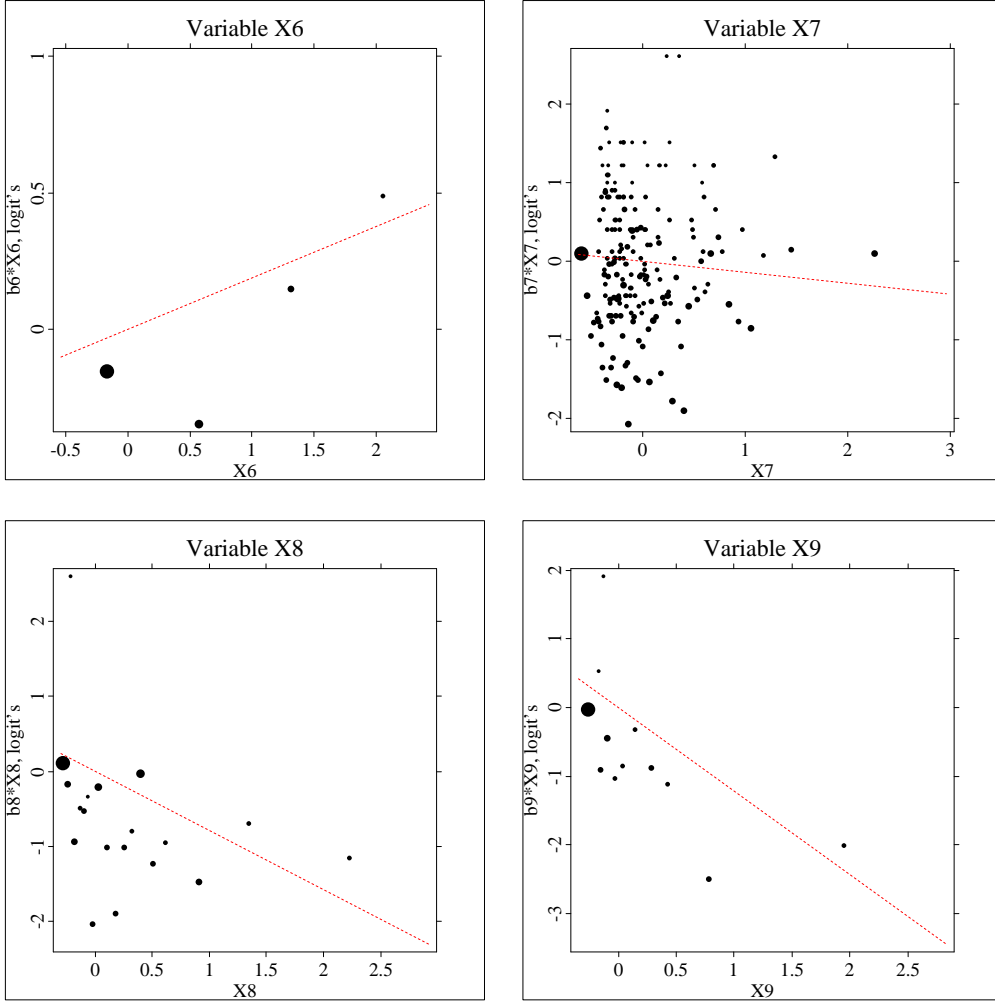 Variable X6
b6*X6, logit's
1
0.5
0
-0.5 0 0.5 1 1.5 2
X6
Variable X7
b7*X7, logit's
2
1
0
-1
-2
0 1 2 3
X7
Variable X8
b8*X8, logit's
2
1
0
-1
-2
0 0.5 1 1.5 2 2.5
X8
Variable X9
b9*X9, logit's
2
1
0
-1
-2
-3
0 0.5 1 1.5 2 2.5
X9